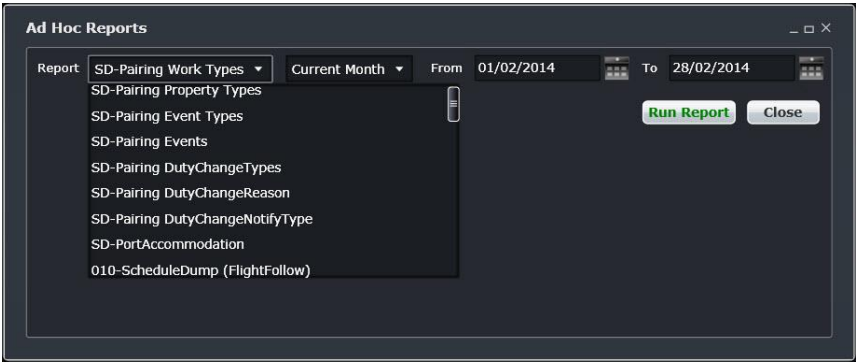 Ad Hoc Reports
Report SD-Pairing Work Types Current Month From 01/02/2014 To 28/02/2014
SD-Pairing Property Types
SD-Pairing Event Types
Run Report Close
SD-Pairing Events
SD-Pairing DutyChangeTypes
SD-Pairing DutyChangeReason
SD-Pairing DutyChangeNotifyType
SD-PortAccommodation
010-ScheduleDump (FlightFollow)